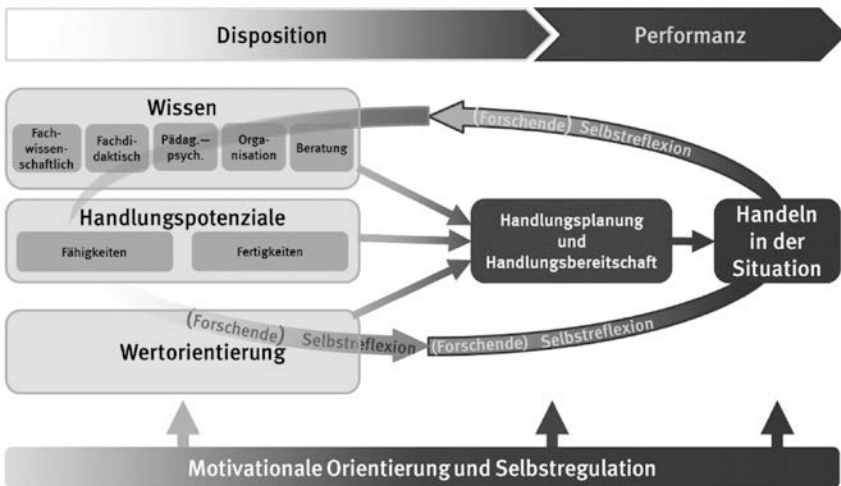 Disposition
Performanz
Wissen
Fach-
wissen-
schaftlich
Fachdi-
daktisch
Pädag.—
psych.
Orga-
nisation
Beratung
(Forschende) Selbstreflexion
Handlungspotenziale
Fähigkeiten
Fertigkeiten
Handlungsplanung
und
Handlungsbereitschaft
Handeln
in der
Situation
(Forschende) Selbstreflexion
(Forschende) Selbstreflexion
Wertorientierung
Motivationale Orientierung und Selbstregulation